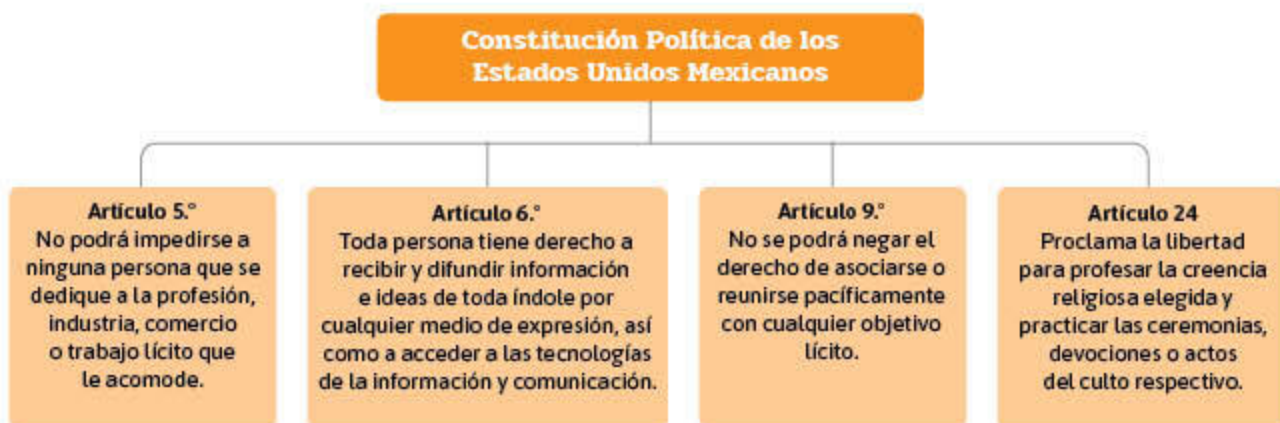 Constitución Política de los
Estados Unidos Mexicanos
Artículo 5.°
No podrá impedirse a
ninguna persona que se
dedique a la profesión,
industria, comercio
o trabajo lícito que
le acomode.
Artículo 6.°
Toda persona tiene derecho a
recibir y difundir información
e ideas de toda índole por
cualquier medio de expresión, así
como a acceder a las tecnologías
de la información y comunicación.
Artículo 9.°
No se podrá negar el
derecho de asociarse o
reunirse pacíficamente
con cualquier objetivo
lícito.
Artículo 24
Proclama la libertad
para profesar la creencia
religiosa elegida y
practicar las ceremonias,
devociones o actos
del culto respectivo.